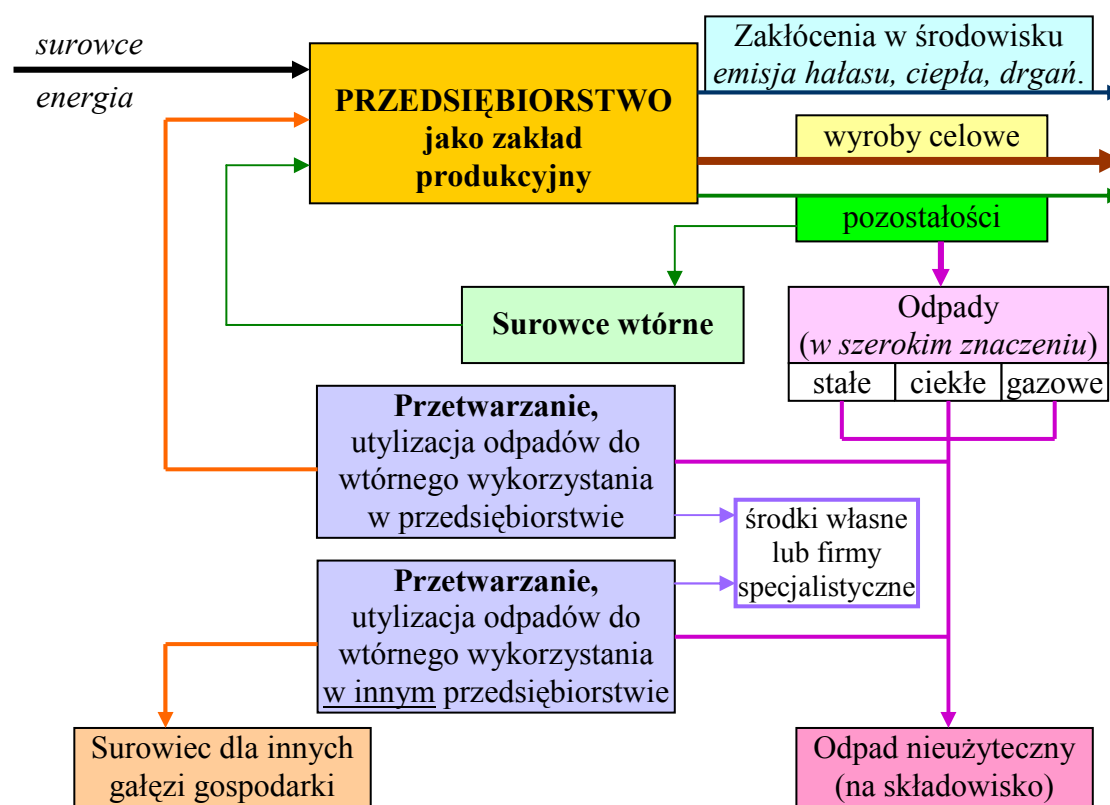 surowce
energia
PRZEDSIĘBIORSTWO
jako zakład
produkcyjny
Zakłócenia w środowisku
emisja hałasu, ciepła, drgań.
wyroby celowe
pozostałości
Surowce wtórne
Odpady
(w szerokim znaczeniu)
stałe
ciekłe
gazowe
Przetwarzanie,
utylizacja odpadów do
wtórnego wykorzystania
w przedsiębiorstwie
środki własne
lub firmy
specjalistyczne
Przetwarzanie,
utylizacja odpadów do
wtórnego wykorzystania
w innym przedsiębiorstwie
Surowiec dla innych
gałęzi gospodarki
Odpad nieużyteczny
(na składowisko)